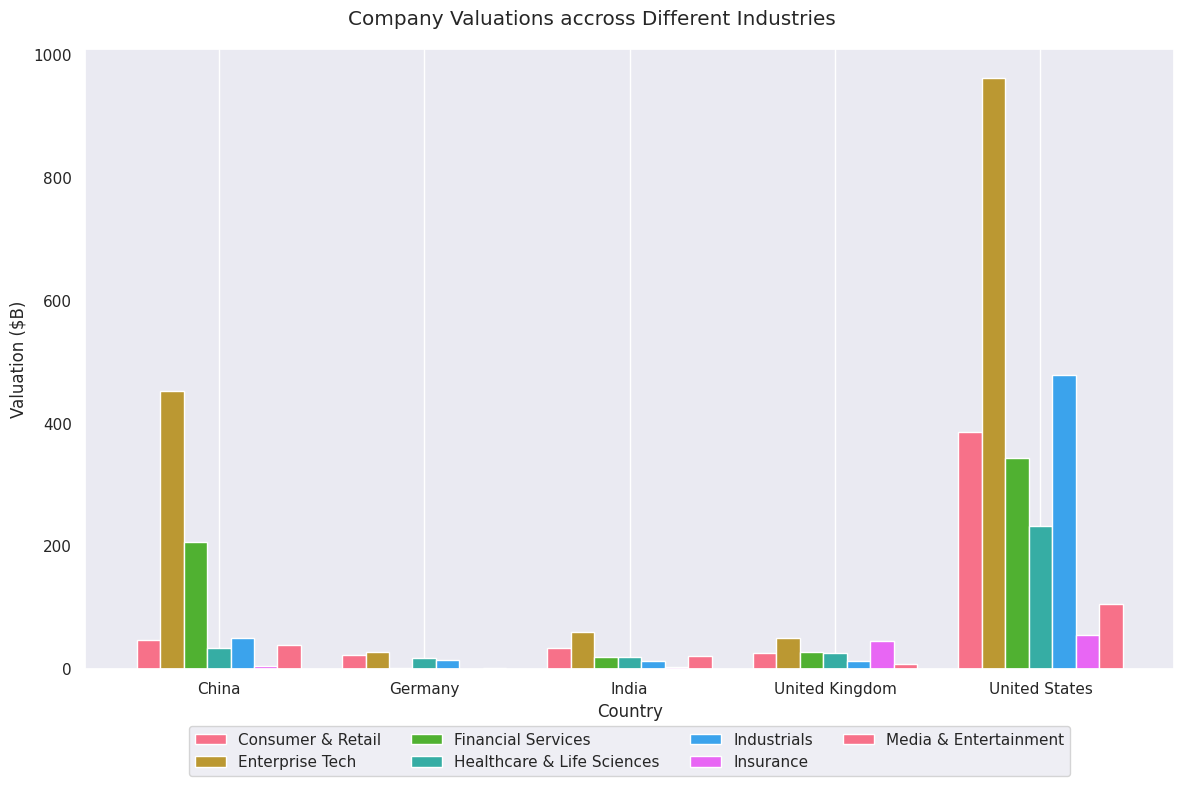 Company Valuations accross Different Industries
1000
800
600
400
200
0
Valuation ($B)
China Germany India United Kingdom United States
Country
Consumer & Retail Financial Services Industrials Media & Entertainment
Enterprise Tech Healthcare & Life Sciences Insurance